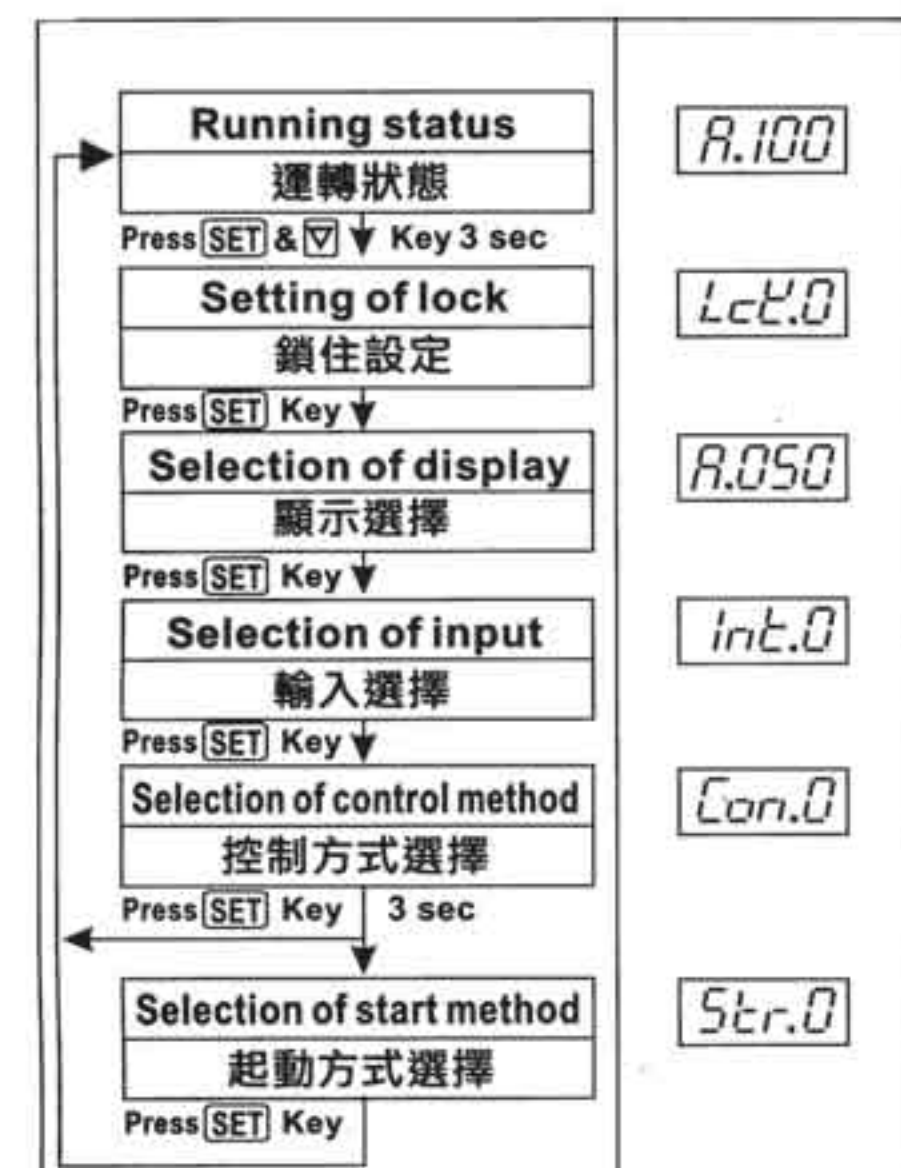 Running status
A.100
運轉狀態
Press SET & ▽ Key 3 sec
Setting of lock
LcY.0
鎖住設定
Press SET Key
Selection of display
A.050
顯示選擇
Press SET Key
Selection of input
Int.0
輸入選擇
Press SET Key
Selection of control method
Con.0
控制方式選擇
Press SET Key 3 sec
Selection of start method
Str.0
起動方式選擇
Press SET Key